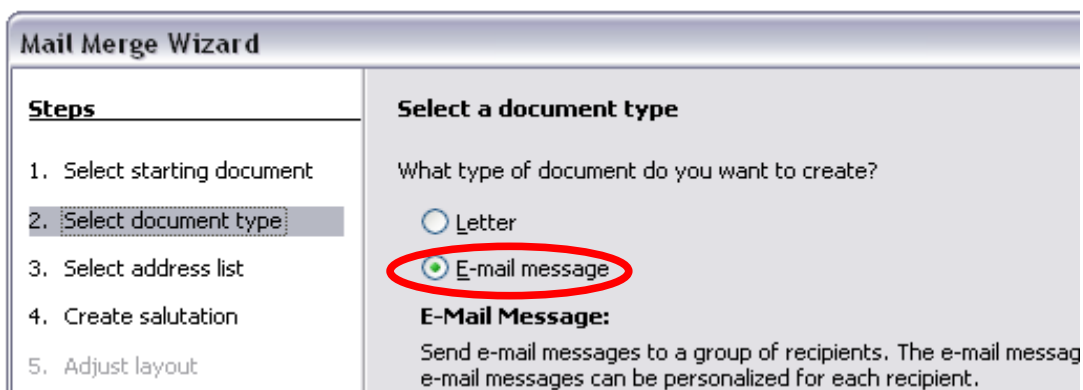 Mail Merge Wizard
Steps
1. Select starting document
2. Select document type
3. Select address list
4. Create salutation
5. Adjust layout
Select a document type
What type of document do you want to create?
Letter
E-mail message
E-Mail Message:
Send e-mail messages to a group of recipients. The e-mail messag
e-mail messages can be personalized for each recipient.